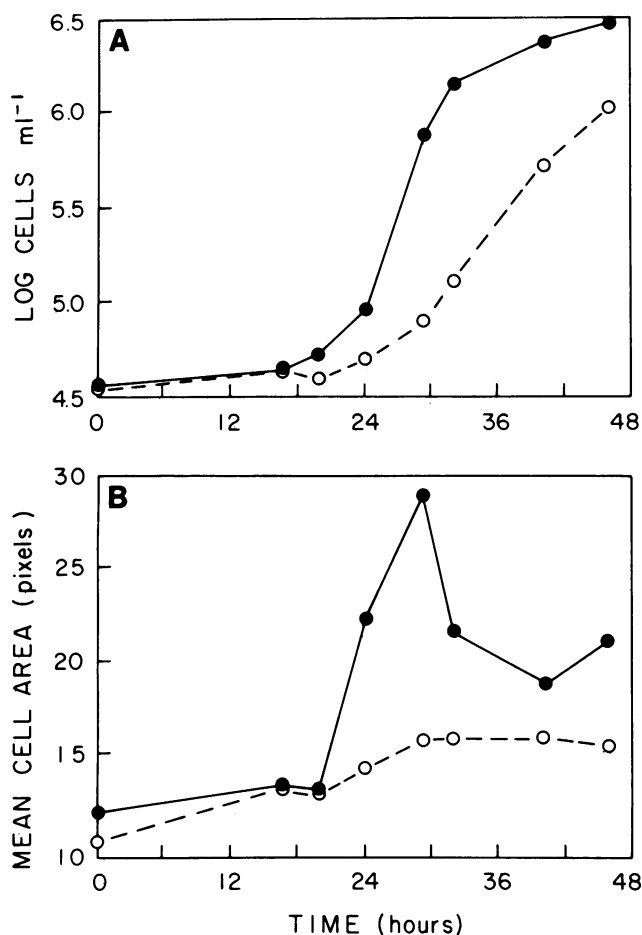 A
LOG CELLS ml⁻¹
6.5
6.0
5.5
5.0
4.5
0 12 24 36 48
B
MEAN CELL AREA (pixels)
30
25
20
15
10
0 12 24 36 48
TIME (hours)